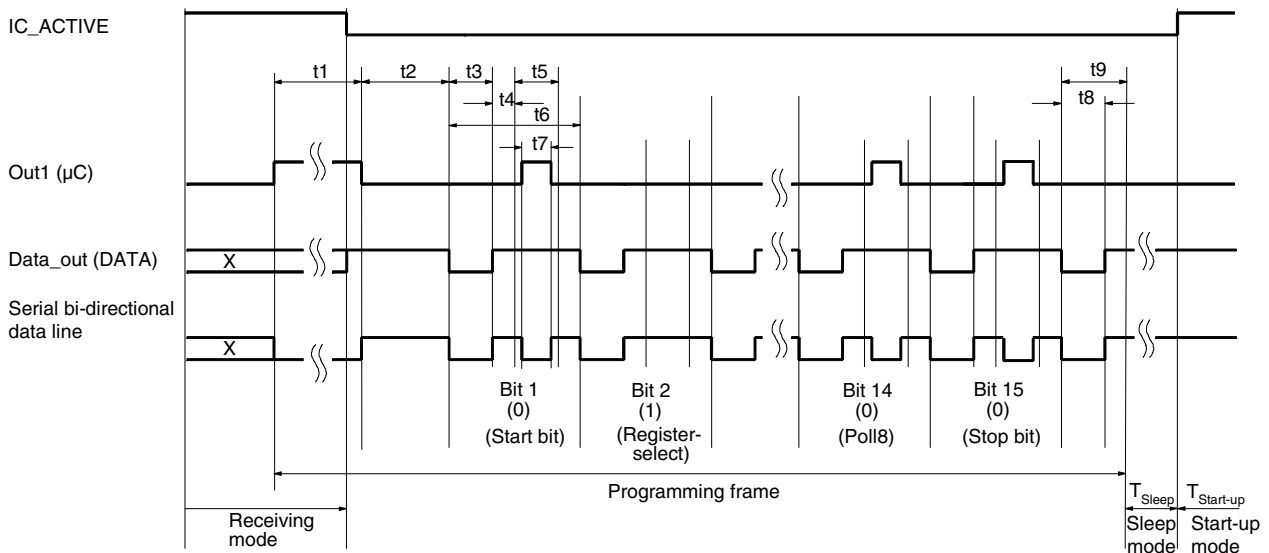 IC_ACTIVE
t1
t2
t3
t5
t9
t4
t6
t8
t7
Out1 (µC)
Data_out (DATA)
X
Serial bi-directional
data line
X
Bit 1
(0)
(Start bit)
Bit 2
(1)
(Register-
select)
Bit 14
(0)
(Poll8)
Bit 15
(0)
(Stop bit)
Programming frame
Receiving
mode
TSleep
Sleep
mode
TStart-up
Start-up
mode